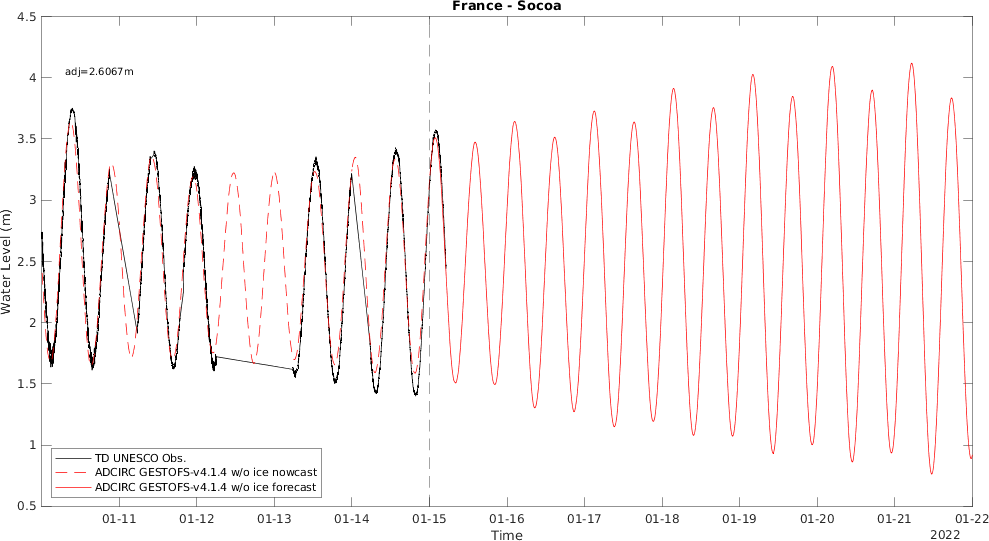 France - Socoa
4.5
4
3.5
3
2.5
2
1.5
1
0.5
Water Level (m)
adj=2.6067m
TD UNESCO Obs.
ADCIRC GESTOFS-v4.1.4 w/o ice nowcast
ADCIRC GESTOFS-v4.1.4 w/o ice forecast
01-11 01-12 01-13 01-14 01-15 01-16 01-17 01-18 01-19 01-20 01-21 01-22
Time
2022